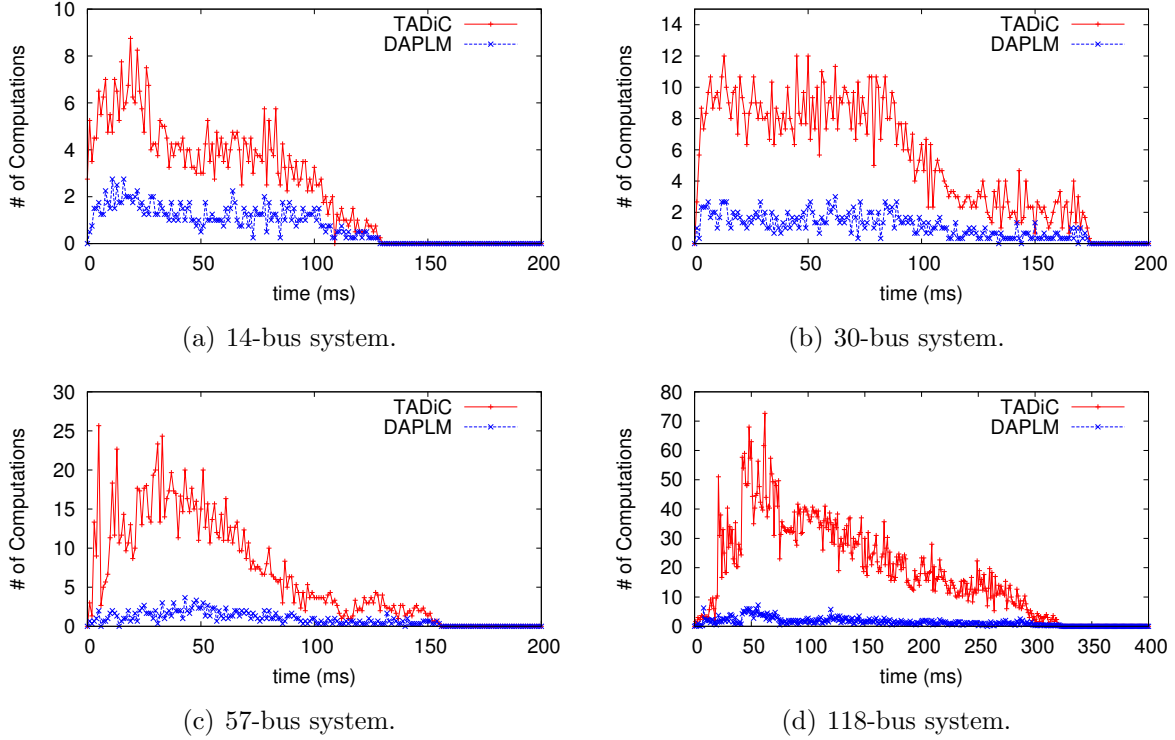 10
8
6
4
2
0
# of Computations
TADiC
DAPLM
0 50 100 150 200
time (ms)
(a) 14-bus system.
14
12
10
8
6
4
2
0
# of Computations
TADiC
DAPLM
0 50 100 150 200
time (ms)
(b) 30-bus system.
30
25
20
15
10
5
0
# of Computations
TADiC
DAPLM
0 50 100 150 200
time (ms)
(c) 57-bus system.
80
70
60
50
40
30
20
10
0
# of Computations
TADiC
DAPLM
0 50 100 150 200 250 300 350 400
time (ms)
(d) 118-bus system.